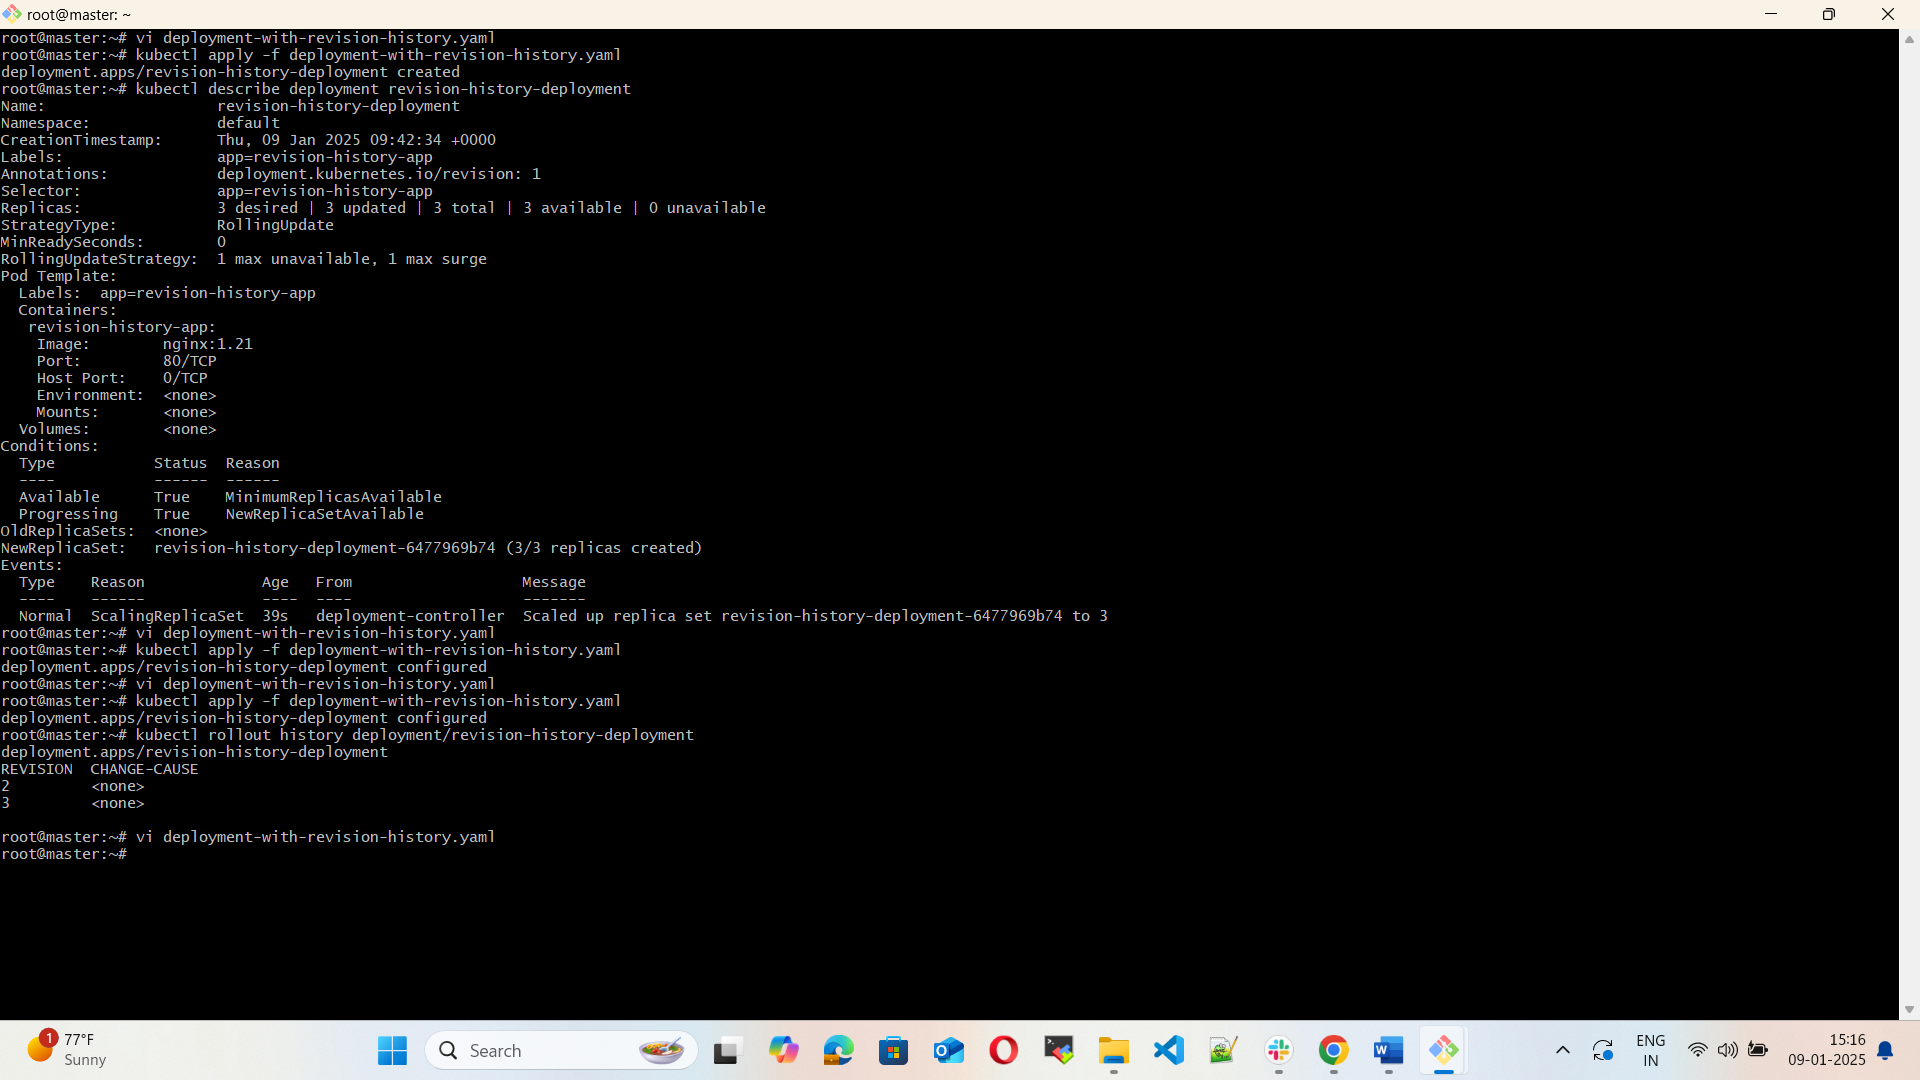 root@master: ~
root@master:~# vi deployment-with-revision-history.yaml
root@master:~# kubectl apply -f deployment-with-revision-history.yaml
deployment.apps/revision-history-deployment created
root@master:~# kubectl describe deployment revision-history-deployment
Name:                   revision-history-deployment
Namespace:              default
CreationTimestamp:      Thu, 09 Jan 2025 09:42:34 +0000
Labels:                 app=revision-history-app
Annotations:            deployment.kubernetes.io/revision: 1
Selector:               app=revision-history-app
Replicas:               3 desired | 3 updated | 3 total | 3 available | 0 unavailable
StrategyType:           RollingUpdate
MinReadySeconds:        0
RollingUpdateStrategy:  1 max unavailable, 1 max surge
Pod Template:
  Labels:  app=revision-history-app
  Containers:
   revision-history-app:
    Image:        nginx:1.21
    Port:         80/TCP
    Host Port:    0/TCP
    Environment:  <none>
    Mounts:       <none>
  Volumes:        <none>
Conditions:
  Type           Status  Reason
  ----           ------  ------
  Available      True    MinimumReplicasAvailable
  Progressing    True    NewReplicaSetAvailable
OldReplicaSets:  <none>
NewReplicaSet:   revision-history-deployment-6477969b74 (3/3 replicas created)
Events:
  Type    Reason             Age   From                   Message
  ----    ------             ----  ----                   -------
  Normal  ScalingReplicaSet  39s   deployment-controller  Scaled up replica set revision-history-deployment-6477969b74 to 3
root@master:~# vi deployment-with-revision-history.yaml
root@master:~# kubectl apply -f deployment-with-revision-history.yaml
deployment.apps/revision-history-deployment configured
root@master:~# vi deployment-with-revision-history.yaml
root@master:~# kubectl apply -f deployment-with-revision-history.yaml
deployment.apps/revision-history-deployment configured
root@master:~# kubectl rollout history deployment/revision-history-deployment
deployment.apps/revision-history-deployment
REVISION  CHANGE-CAUSE
2         <none>
3         <none>
root@master:~# vi deployment-with-revision-history.yaml
root@master:~#
1
77°F
Sunny
Search
ENG
IN
15:16
09-01-2025